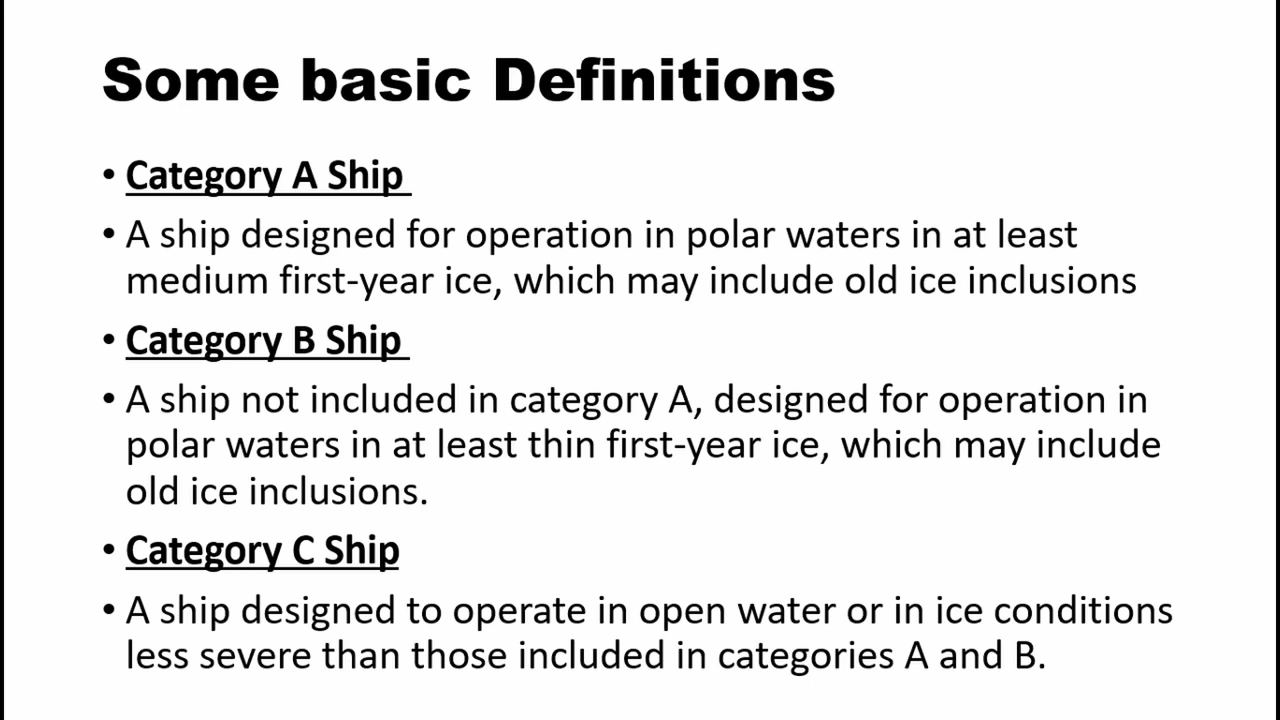 Some basic Definitions
• Category A Ship
• A ship designed for operation in polar waters in at least
medium first-year ice, which may include old ice inclusions
• Category B Ship
• A ship not included in category A, designed for operation in
polar waters in at least thin first-year ice, which may include
old ice inclusions.
• Category C Ship
• A ship designed to operate in open water or in ice conditions
less severe than those included in categories A and B.